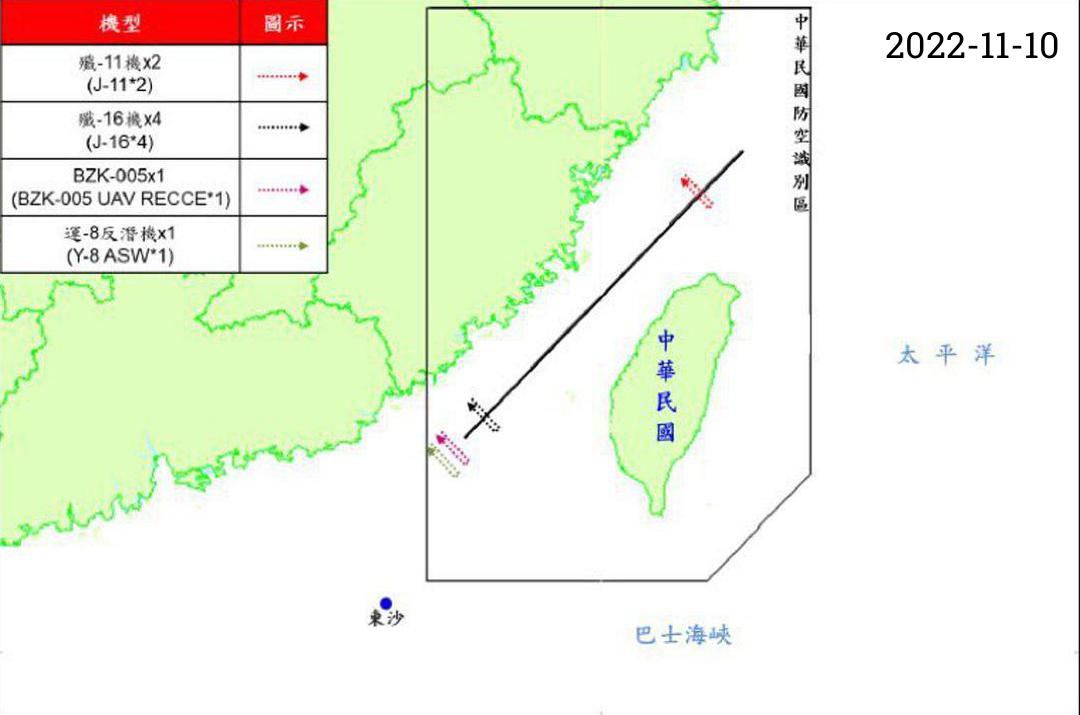 機型
圖示
殲-11機x2
(J-11*2)
殲-16機x4
(J-16*4)
BZK-005x1
(BZK-005 UAV RECCE*1)
運-8反潛機x1
(Y-8 ASW*1)
中華民國防空識別區
2022-11-10
中華民國
太平洋
東沙
巴士海峽